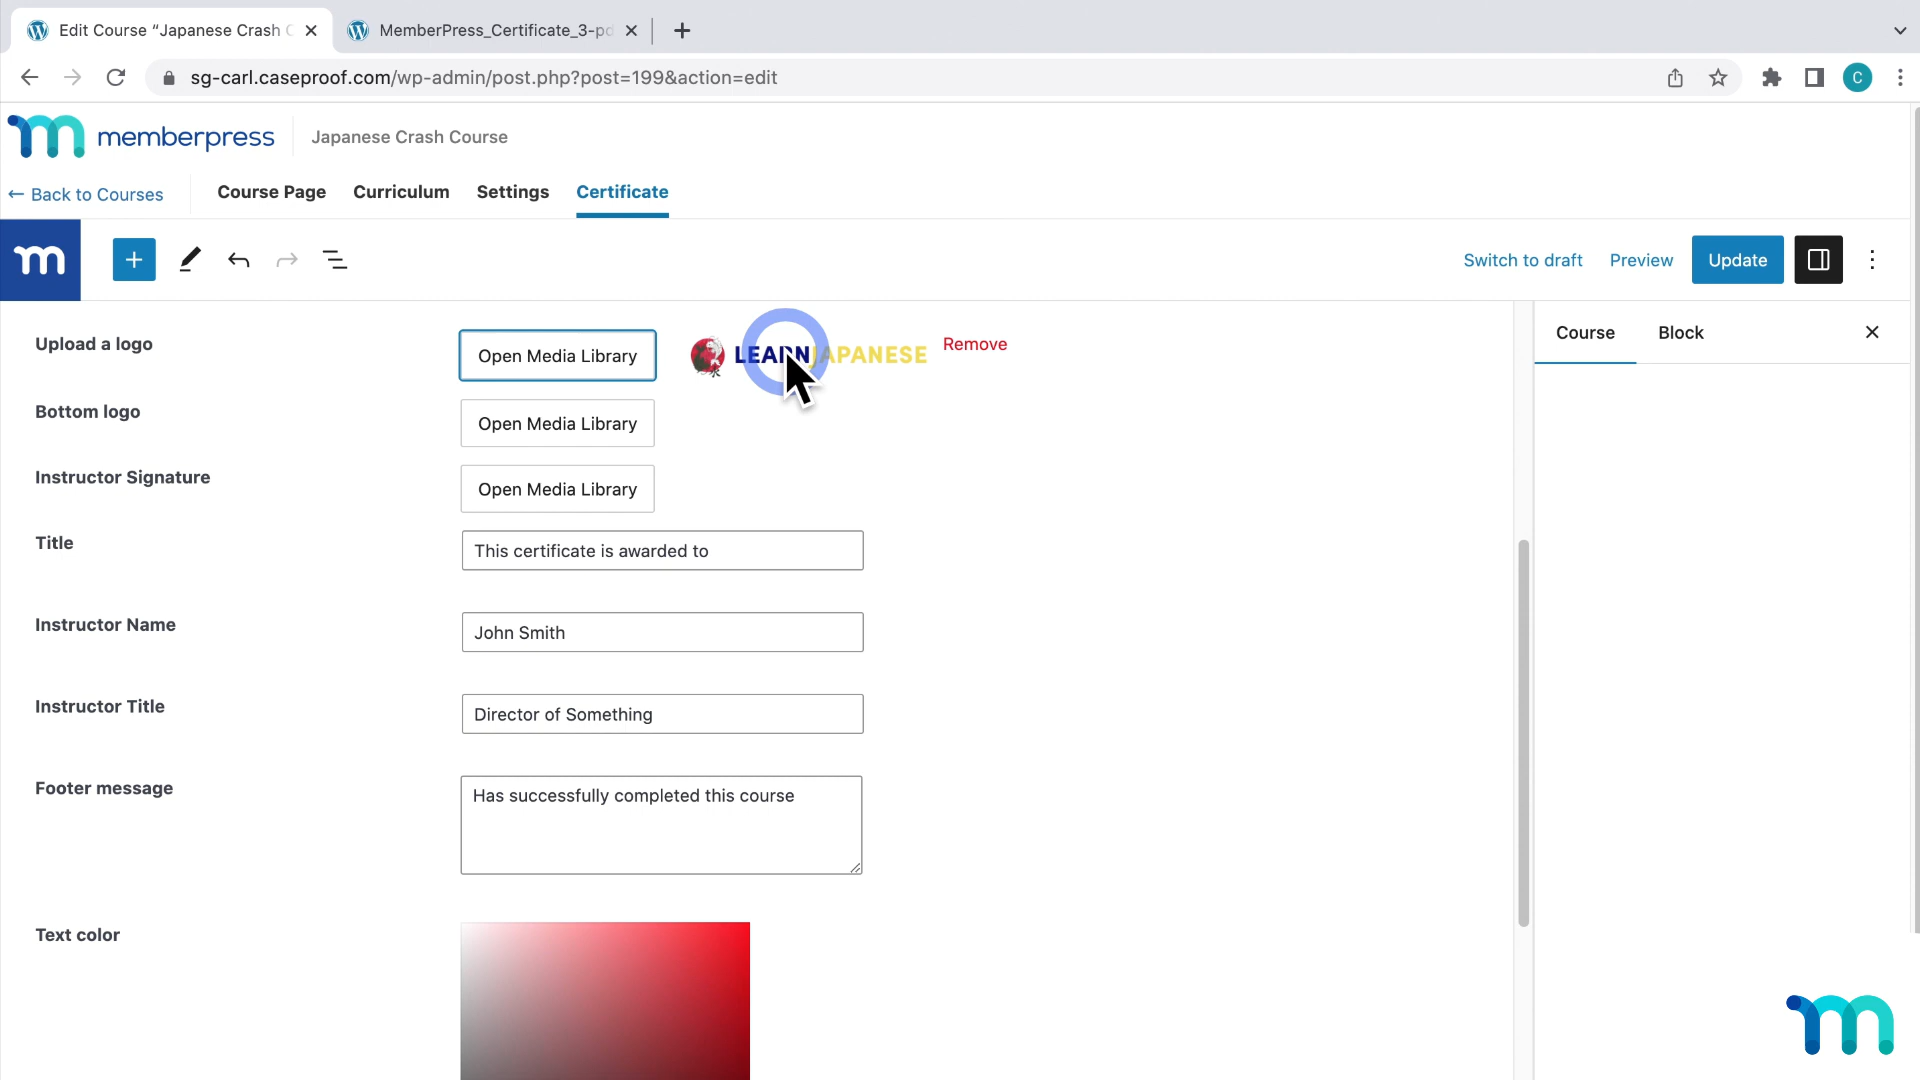 Edit Course “Japanese Crash C
MemberPress_Certificate_3-pd
sg-carl.caseproof.com/wp-admin/post.php?post=199&action=edit
C
memberpress
Japanese Crash Course
← Back to Courses
Course Page
Curriculum
Settings
Certificate
m
Switch to draft
Preview
Update
Upload a logo
Open Media Library
LEARNJAPANESE
Remove
Course
Block
Bottom logo
Open Media Library
Instructor Signature
Open Media Library
Title
This certificate is awarded to
Instructor Name
John Smith
Instructor Title
Director of Something
Footer message
Has successfully completed this course
Text color